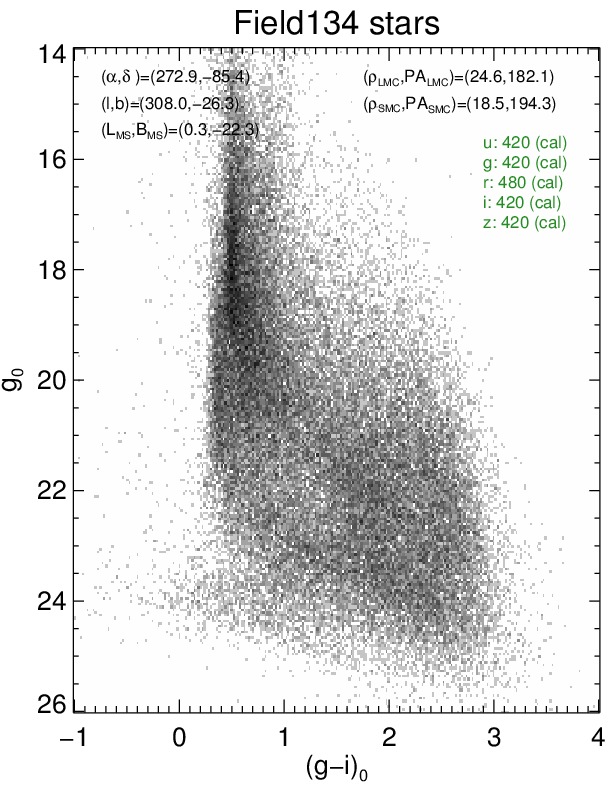 Field134 stars
(α,δ )=(272.9,−85.4)
(ρLMC,PALMC)=(24.6,182.1)
(l,b)=(308.0,−26.3)
(ρSMC,PASMC)=(18.5,194.3)
(LMS,BMS)=(0.3,−22.3)
u: 420 (cal)
g: 420 (cal)
r: 480 (cal)
i: 420 (cal)
z: 420 (cal)
14
16
18
20
22
24
26
g0
−1 0 1 2 3 4
(g−i)0